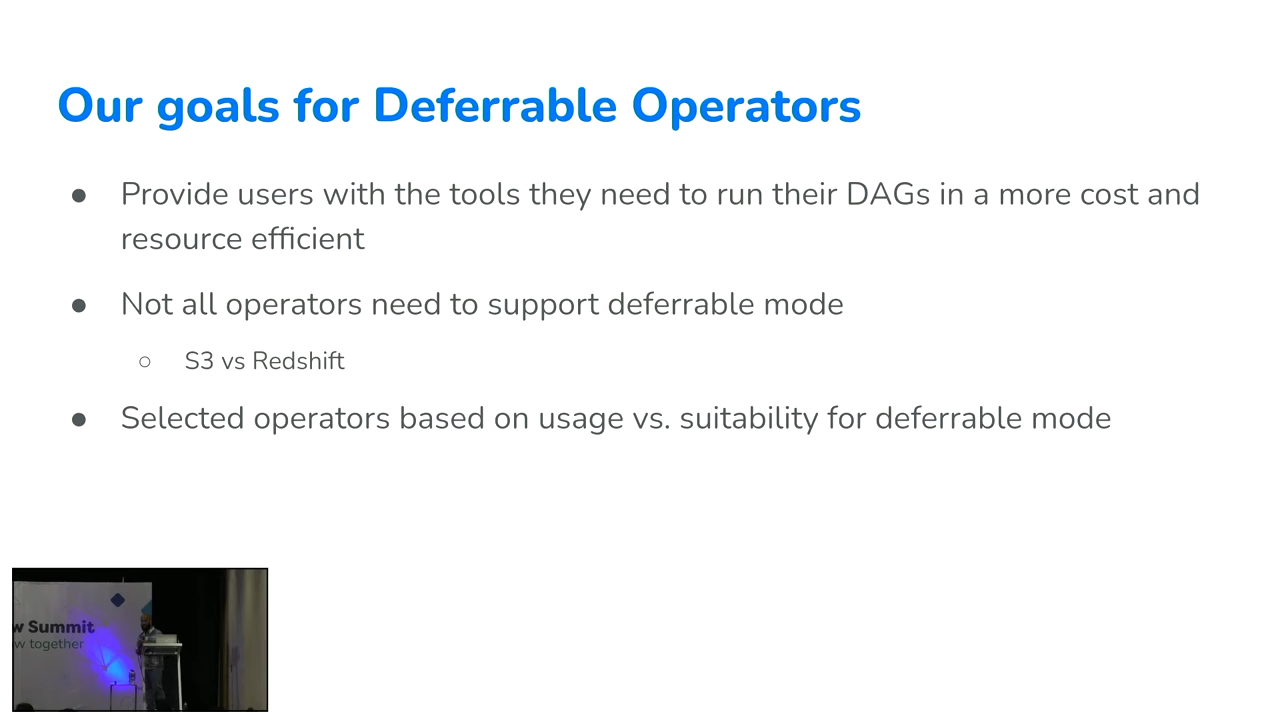 Our goals for Deferrable Operators
● Provide users with the tools they need to run their DAGs in a more cost and
resource efficient
● Not all operators need to support deferrable mode
○ S3 vs Redshift
● Selected operators based on usage vs. suitability for deferrable mode
w Summit
w together